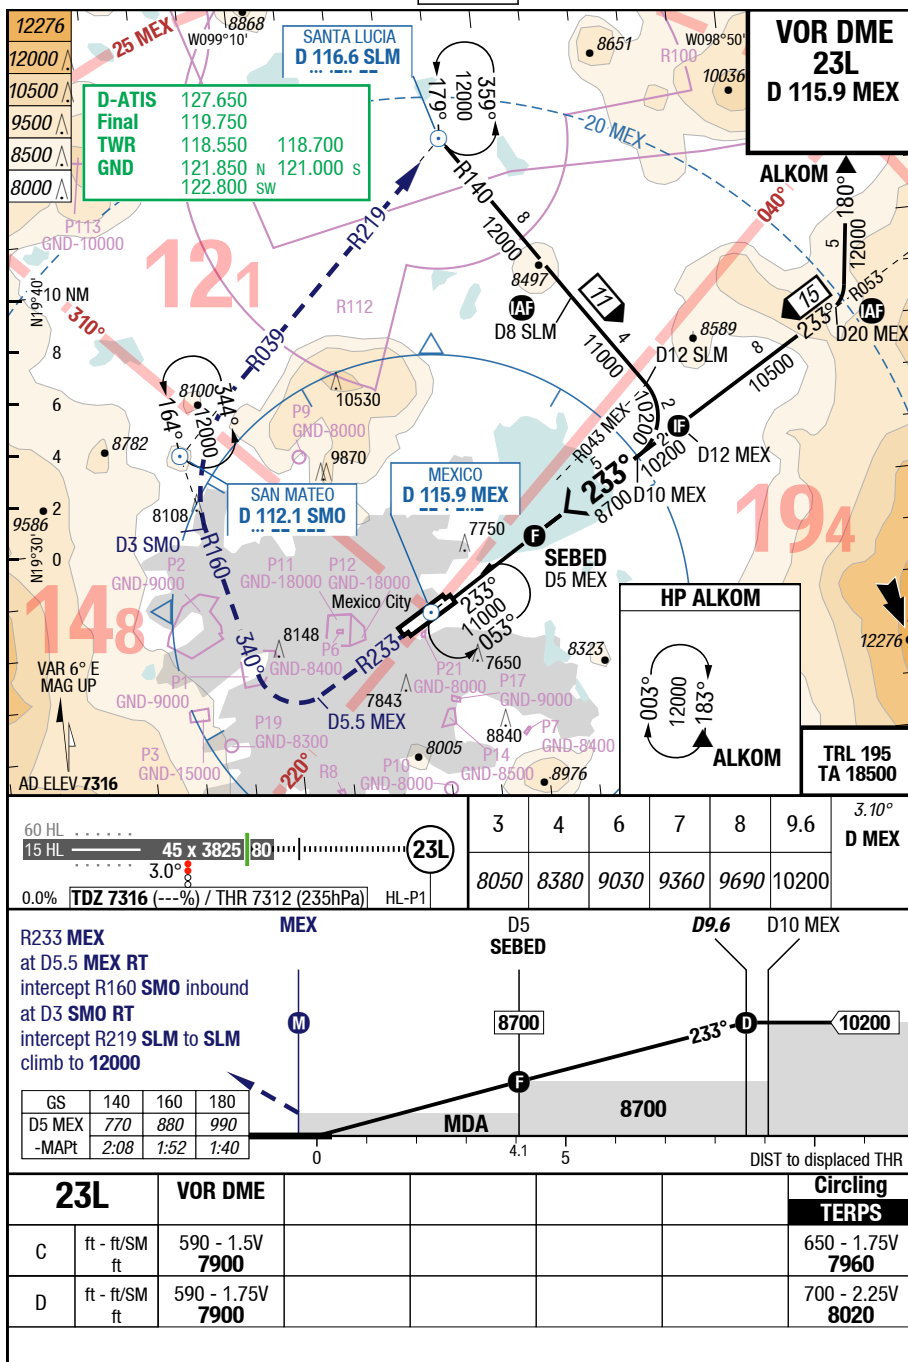 12276
12000
10500
9500
8500
8000
8868
W099°10'
25 MEX
SANTA LUCIA
D 116.6 SLM
8651
W098°50'
R100
10036
VOR DME
23L
D 115.9 MEX
D-ATIS 127.650
Final 119.750
TWR 118.550 118.700
GND 121.850 N 121.000 S
122.800 SW
179°
12000
359°
20 MEX
ALKOM
180°
R140
8
12000
040°
5
12000
P113
GND-10000
R219
121
8497
11
15
R053
N19°40'
10 NM
310°
R112
IAF
D8 SLM
4
8589
233°
IAF
D20 MEX
R039
11000
D12 SLM
8
10500
8
8100
344°
10530
2
10200
6
164°
12000
P9
GND-8000
R043 MEX
IF
D12 MEX
8782
9870
2
10200
4
SAN MATEO
D 112.1 SMO
MEXICO
D 115.9 MEX
5
233°
8700
D10 MEX
194
9586
2
8108
D3 SMO
7750
F
SEBED
D5 MEX
N19°30'
0
R160
P2
GND-9000
P11
GND-18000
P12
GND-18000
Mexico City
233°
11000
053°
HP ALKOM
148
340°
8148
P6
GND-8400
R233
7650
8323
12276
VAR 6° E
MAG UP
P1
GND-9000
7843
P21
GND-8000
P17
GND-9000
003°
12000
183°
D5.5 MEX
P19
GND-8300
8840
P7
GND-8400
ALKOM
P3
GND-15000
220°
R8
8005
P10
GND-8000
P14
GND-8500
8976
AD ELEV 7316
TRL 195
TA 18500
60 HL
15 HL
45 x 3825 80
23L
3.0°
0.0% TDZ 7316 (---%) / THR 7312 (235hPa) HL-P1
3 4 6 7 8 9.6 3.10°
D MEX
8050 8380 9030 9360 9690 10200
R233 MEX
at D5.5 MEX RT
intercept R160 SMO inbound
at D3 SMO RT
intercept R219 SLM to SLM
climb to 12000
MEX
D5
SEBED
D9.6
D10 MEX
M
8700
233°
D
10200
F
8700
MDA
GS 140 160 180
D5 MEX 770 880 990
-MAPt 2:08 1:52 1:40
0 4.1 5 DIST to displaced THR
23L VOR DME Circling
TERPS
C ft - ft/SM 590 - 1.5V 650 - 1.75V
ft 7900 7960
D ft - ft/SM 590 - 1.75V 700 - 2.25V
ft 7900 8020